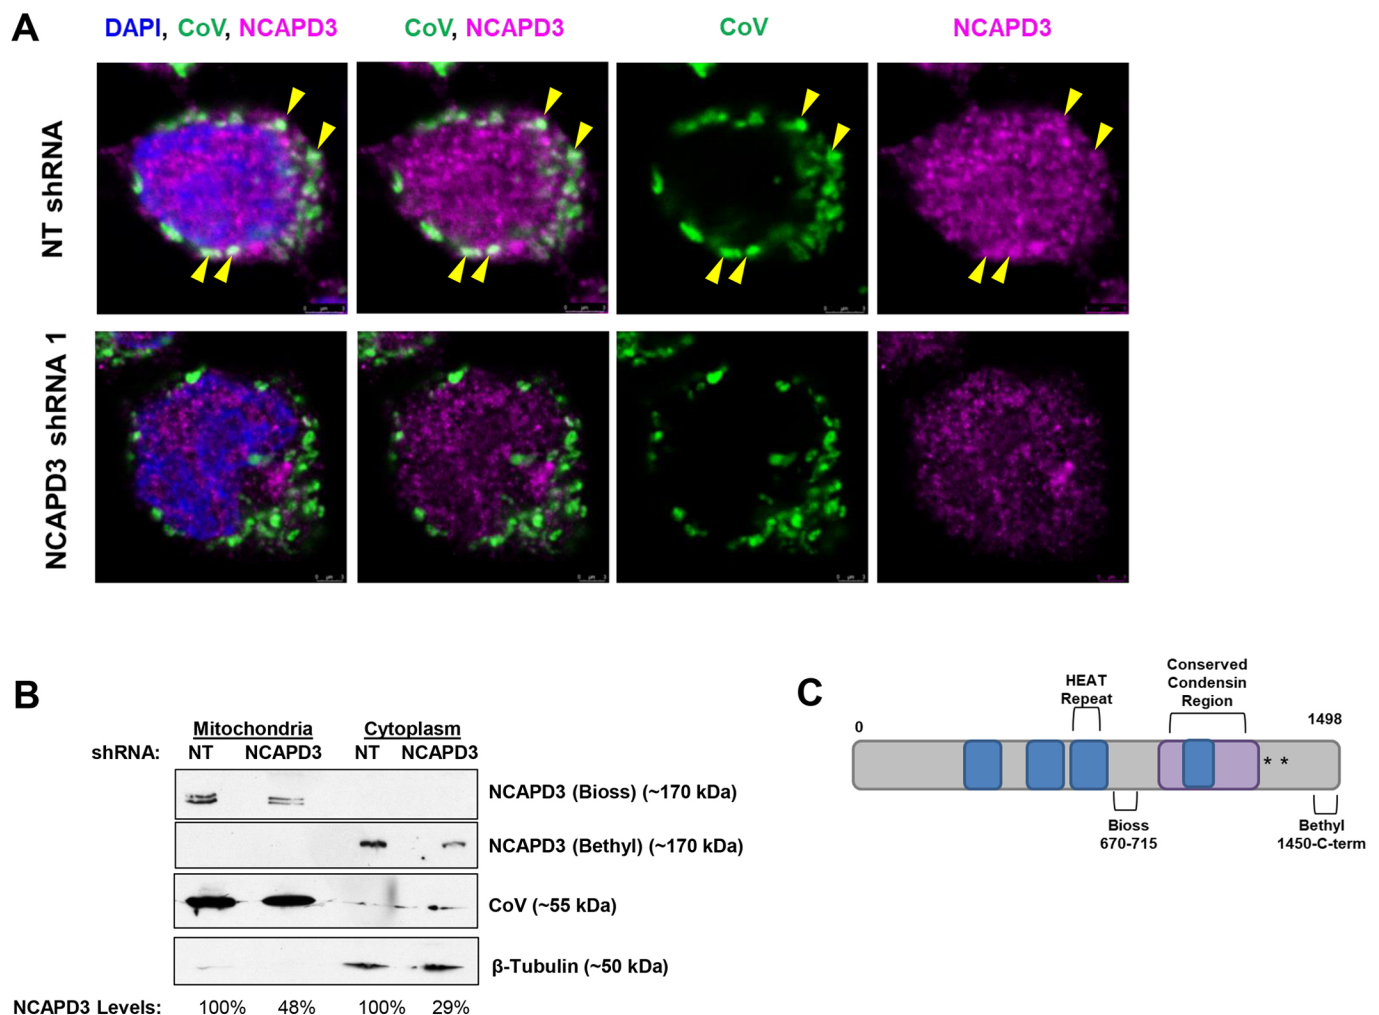 A
DAPI, CoV, NCAPD3
CoV, NCAPD3
CoV
NCAPD3
NT shRNA
NCAPD3 shRNA 1
B
Mitochondria
Cytoplasm
shRNA:
NT
NCAPD3
NT
NCAPD3
NCAPD3 (Bioss) (~170 kDa)
NCAPD3 (Bethyl) (~170 kDa)
CoV (~55 kDa)
β-Tubulin (~50 kDa)
NCAPD3 Levels:
100%
48%
100%
29%
C
HEAT
Repeat
Conserved
Condensin
Region
0
1498
* *
Bioss
670-715
Bethyl
1450-C-term